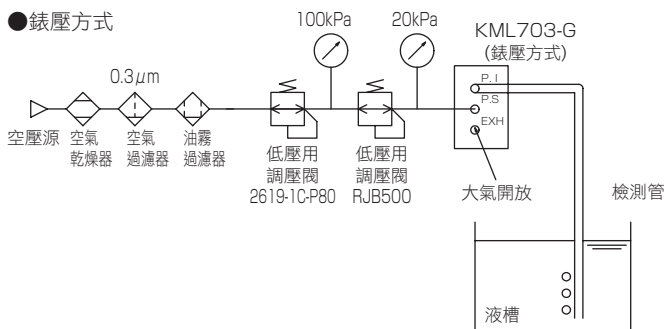 ●錶壓方式
100kPa
20kPa
KML703-G
(錶壓方式)
0.3μm
P.I
P.S
EXH
空壓源
空氣
乾燥器
空氣
過濾器
油霧
過濾器
低壓用
調壓閥
2619-1C-P80
低壓用
調壓閥
RJB500
大氣開放
檢測管
液槽